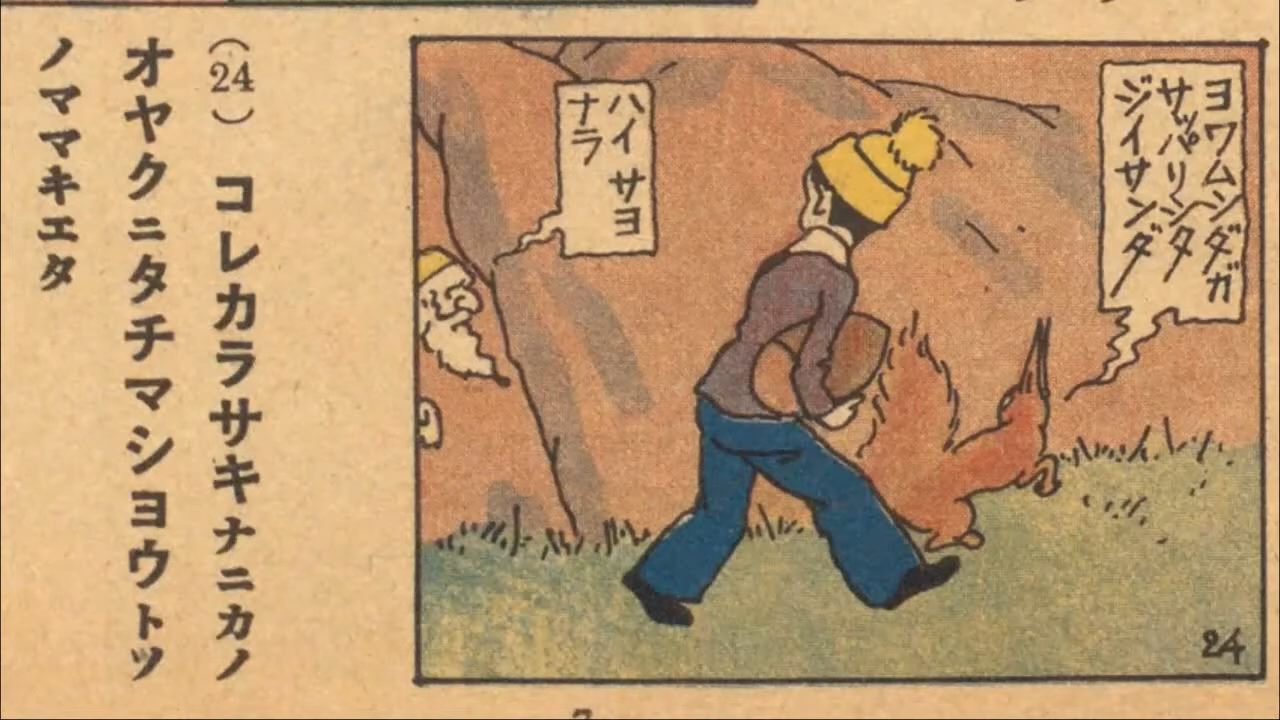 ヨワムシダガ
サッパリシタ
ジイサンダ
ハイサヨ
ナラ
24
(24) コレカラサキナニカノ
オヤクニタチマシヨウトソ
ノママキエタ